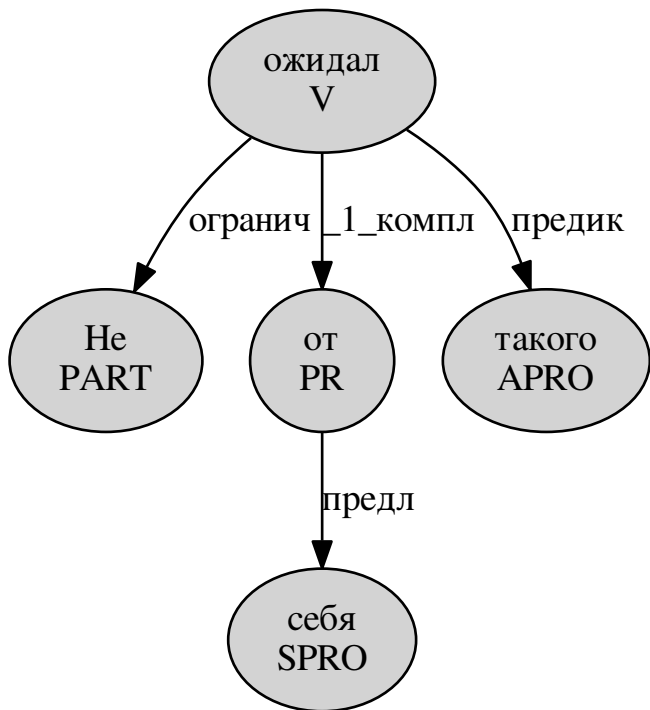 ожидал
V
огранич
_1_компл
предик
Не
PART
от
PR
такого
APRO
предл
себя
SPRO